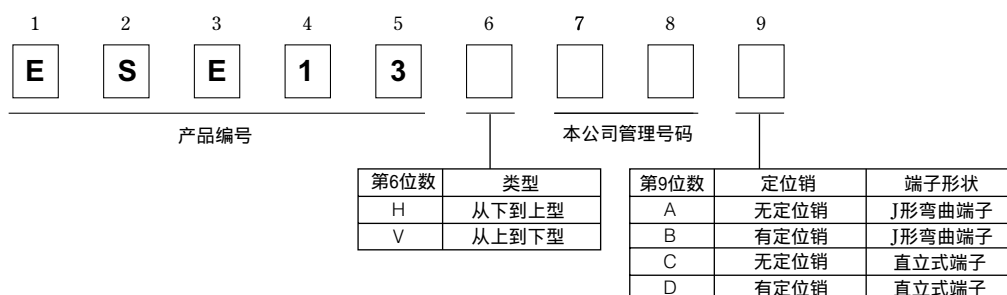 1 2 3 4 5 6 7 8 9
E S E 1 3
产品编号 本公司管理号码
第6位数 类型
H 从下到上型
V 从上到下型
第9位数 定位销 端子形状
A 无定位销 J形弯曲端子
B 有定位销 J形弯曲端子
C 无定位销 直立式端子
D 有定位销 直立式端子